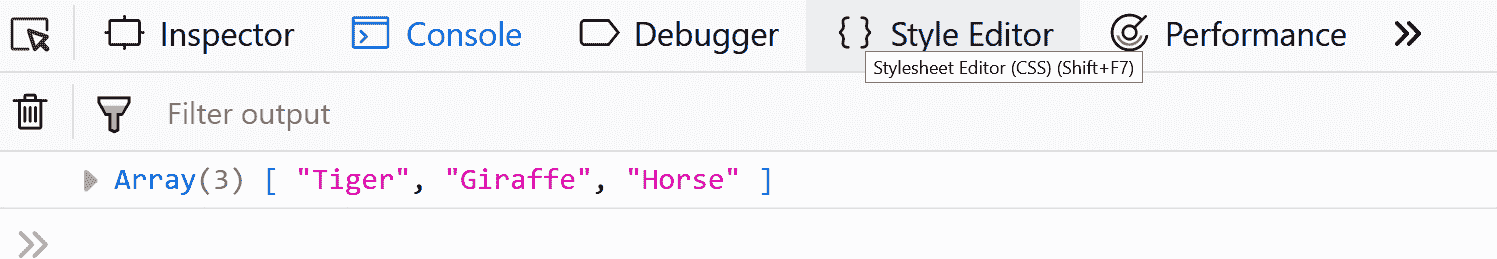 Inspector Console Debugger { } Style Editor Performance
Stylesheet Editor (CSS) (Shift+F7)
Filter output
Array(3) [ "Tiger", "Giraffe", "Horse" ]